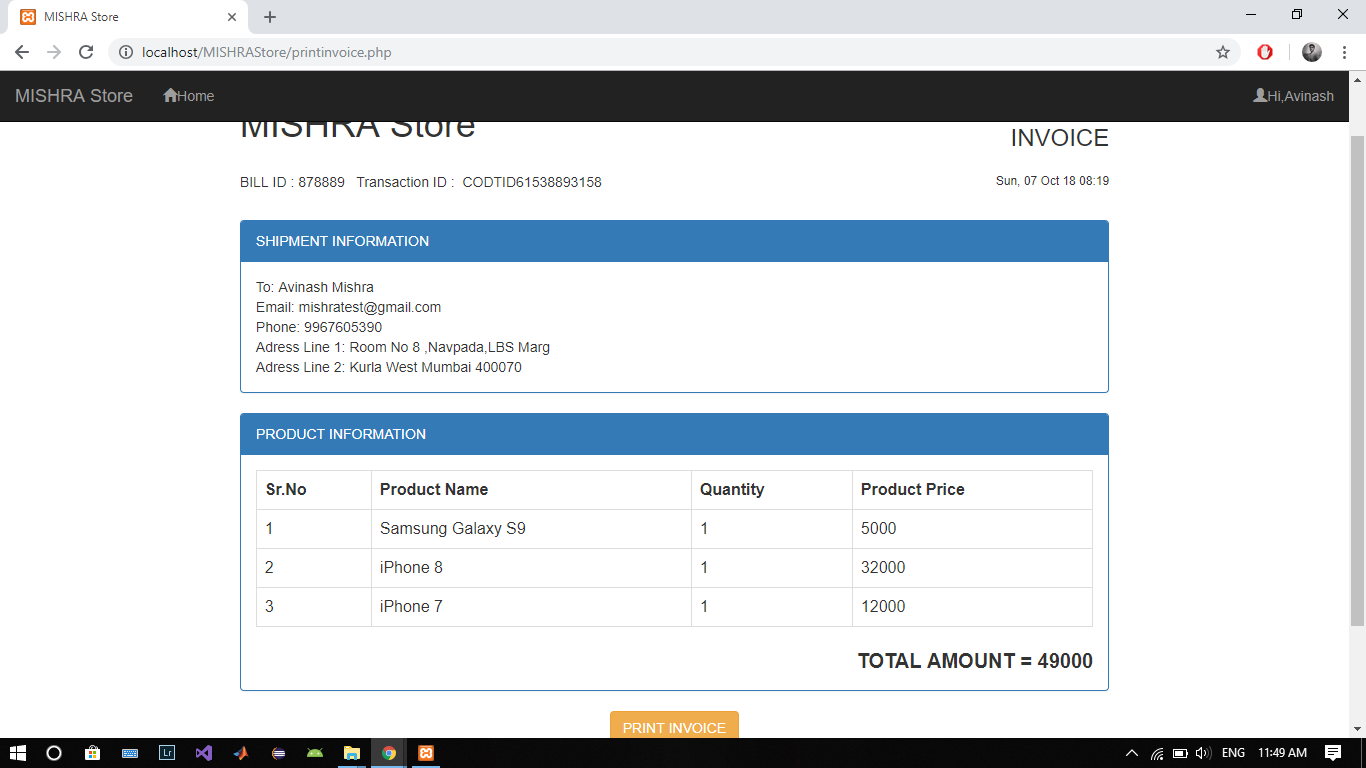 MISHRA Store
localhost/MISHRAStore/printinvoice.php
MISHRA Store Home Hi,Avinash
MISHRA Store
INVOICE
BILL ID : 878889 Transaction ID : CODTID61538893158
Sun, 07 Oct 18 08:19
SHIPMENT INFORMATION
To: Avinash Mishra
Email: mishratest@gmail.com
Phone: 9967605390
Adress Line 1: Room No 8 ,Navpada,LBS Marg
Adress Line 2: Kurla West Mumbai 400070
PRODUCT INFORMATION
Sr.No Product Name Quantity Product Price
1 Samsung Galaxy S9 1 5000
2 iPhone 8 1 32000
3 iPhone 7 1 12000
TOTAL AMOUNT = 49000
PRINT INVOICE
Lr ENG 11:49 AM